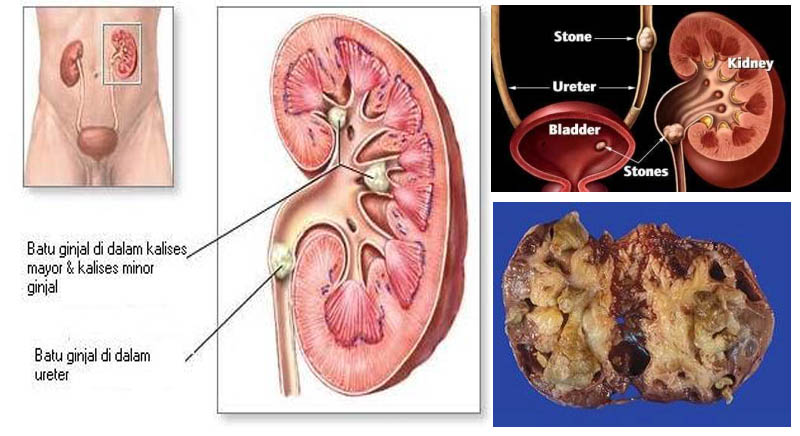 Batu ginjal di dalam kalises
mayor & kalises minor
ginjal
Batu ginjal di dalam
ureter
Stone
Kidney
Ureter
Bladder
Stones